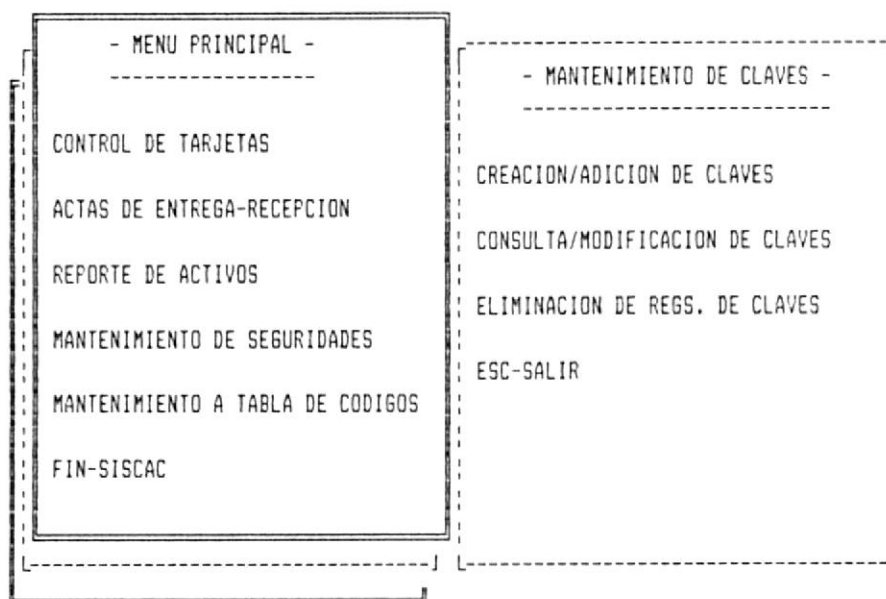 - MENU PRINCIPAL -
CONTROL DE TARJETAS
ACTAS DE ENTREGA-RECEPCION
REPORTE DE ACTIVOS
MANTENIMIENTO DE SEGURIDADES
MANTENIMIENTO A TABLA DE CODIGOS
FIN-SISCAC
- MANTENIMIENTO DE CLAVES -
CREACION/ADICION DE CLAVES
CONSULTA/MODIFICACION DE CLAVES
ELIMINACION DE REGS. DE CLAVES
ESC-SALIR